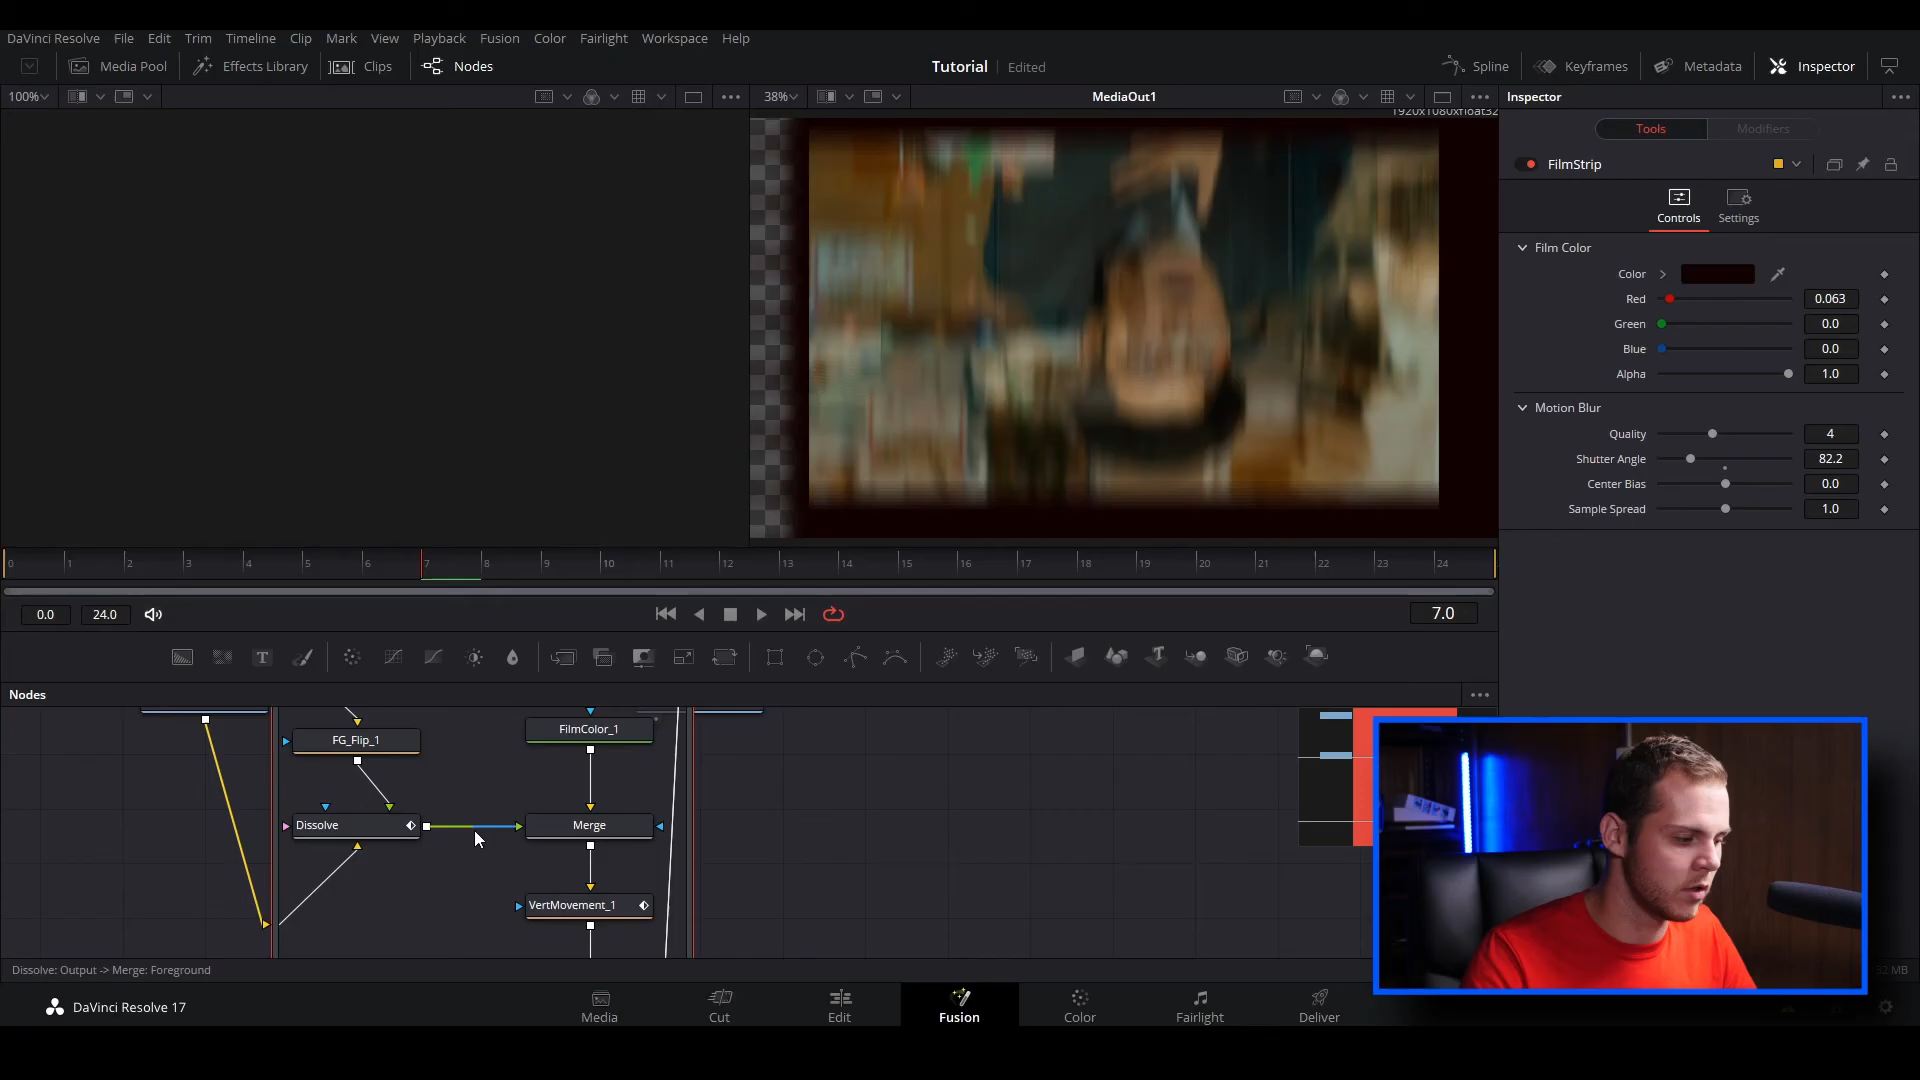 DaVinci Resolve File Edit Trim Timeline Clip Mark View Playback Fusion Color Fairlight Workspace Help
Media Pool Effects Library Clips Nodes Tutorial Edited Spline Keyframes Metadata Inspector
100% 38% MediaOut1 Inspector
1920x1080xfloat32
Tools Modifiers
FilmStrip
Controls Settings
Film Color
Color
Red 0.063
Green 0.0
Blue 0.0
Alpha 1.0
Motion Blur
Quality 4
Shutter Angle 82.2
Center Bias 0.0
Sample Spread 1.0
0 1 2 3 4 5 6 7 8 9 10 11 12 13 14 15 16 17 18 19 20 21 22 23 24
0.0 24.0 7.0
T T
Nodes
FilmColor_1
FG_Flip_1
Dissolve Merge
VertMovement_1
Dissolve: Output -> Merge: Foreground 32 MB
DaVinci Resolve 17 Media Cut Edit Fusion Color Fairlight Deliver